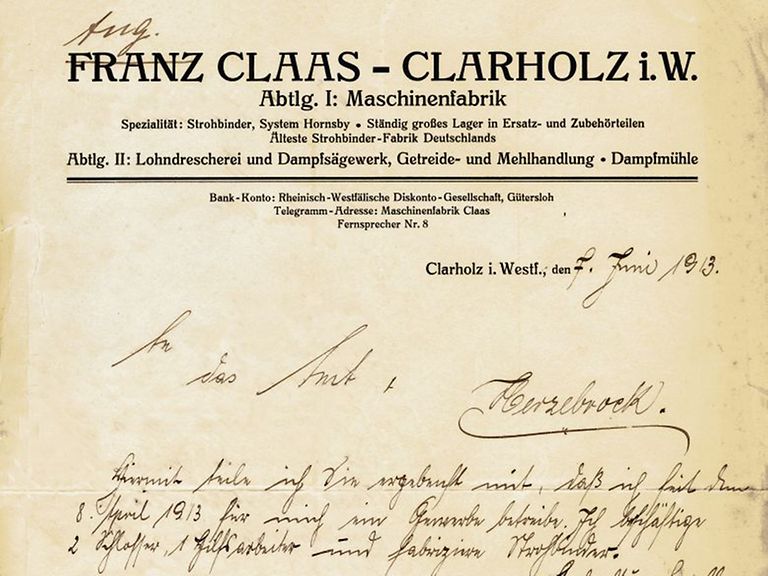 Aug.
FRANZ CLAAS – CLARHOLZ i. W.
Abtlg. I: Maschinenfabrik
Spezialität: Strohbinder, System Hornsby • Ständig großes Lager in Ersatz- und Zubehörteilen
Älteste Strohbinder-Fabrik Deutschlands
Abtlg. II: Lohndrescherei und Dampfsägewerk, Getreide- und Mehlhandlung • Dampfmühle
Bank-Konto: Rheinisch-Westfälische Diskonto-Gesellschaft, Gütersloh
Telegramm-Adresse: Maschinenfabrik Claas
Fernsprecher Nr. 8
Clarholz i. Westf., den 7. Juni 1913.
An
das Amt,
Herzebrock.
Hiermit teile ich Sie ergebenst mit, daß ich seit dem
8. April 1913 für mich ein Gewerbe betreibe. Ich beschäftige
2 Schlosser, 1 Hilfsarbeiter und fabriziere Strohbinder.